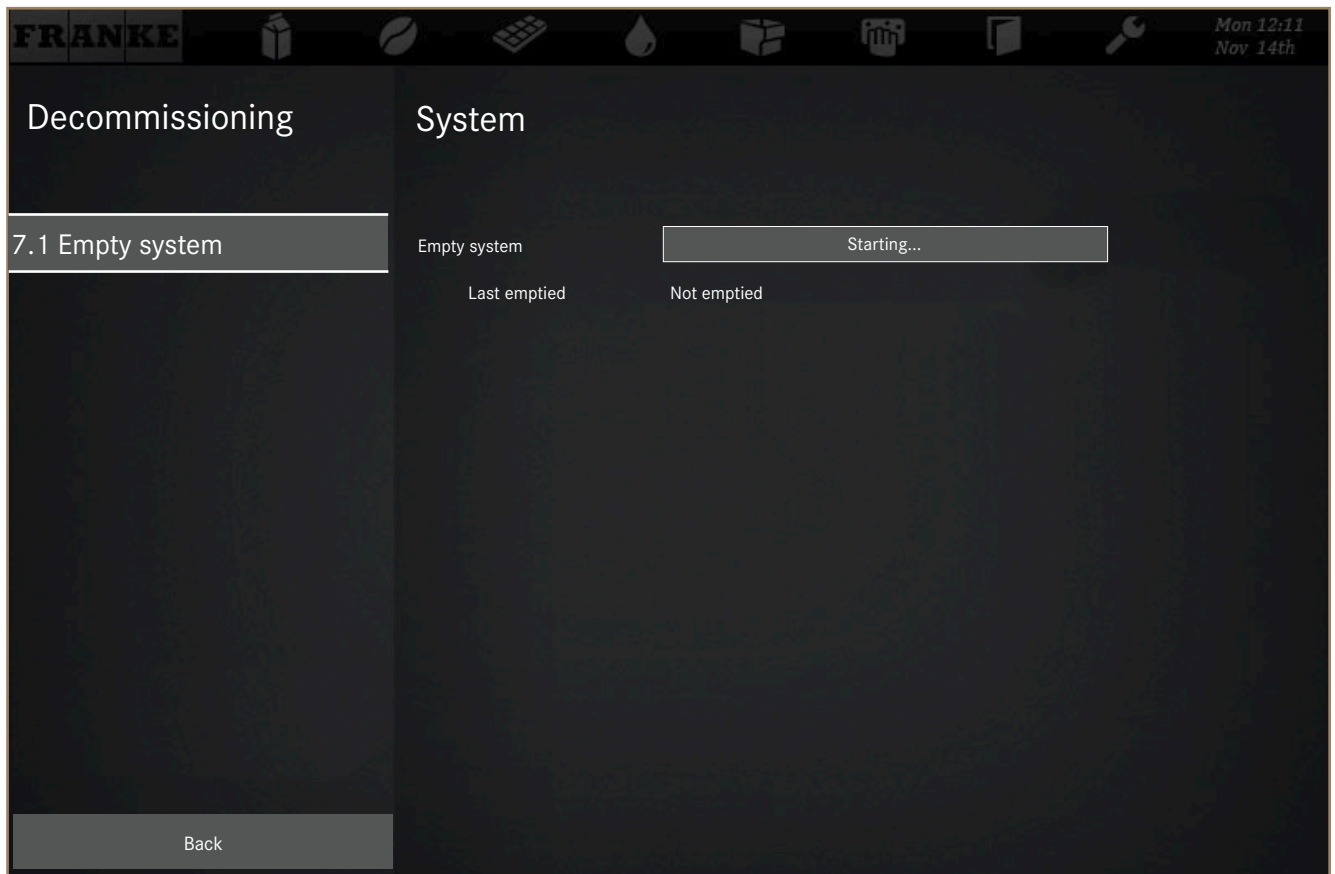 FRANKE
Mon 12:11
Nov 14th
Decommissioning
System
7.1 Empty system
Empty system
Starting...
Last emptied
Not emptied
Back